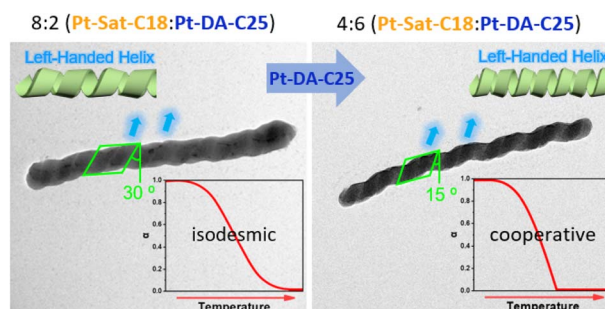 8:2 (Pt-Sat-C18:Pt-DA-C25)
4:6 (Pt-Sat-C18:Pt-DA-C25)
Left-Handed Helix
Pt-DA-C25
Left-Handed Helix
30 º
15 º
1.0
0.8
0.6
0.4
0.2
0.0
α
isodesmic
Temperature
1.0
0.8
0.6
0.4
0.2
0.0
α
cooperative
Temperature